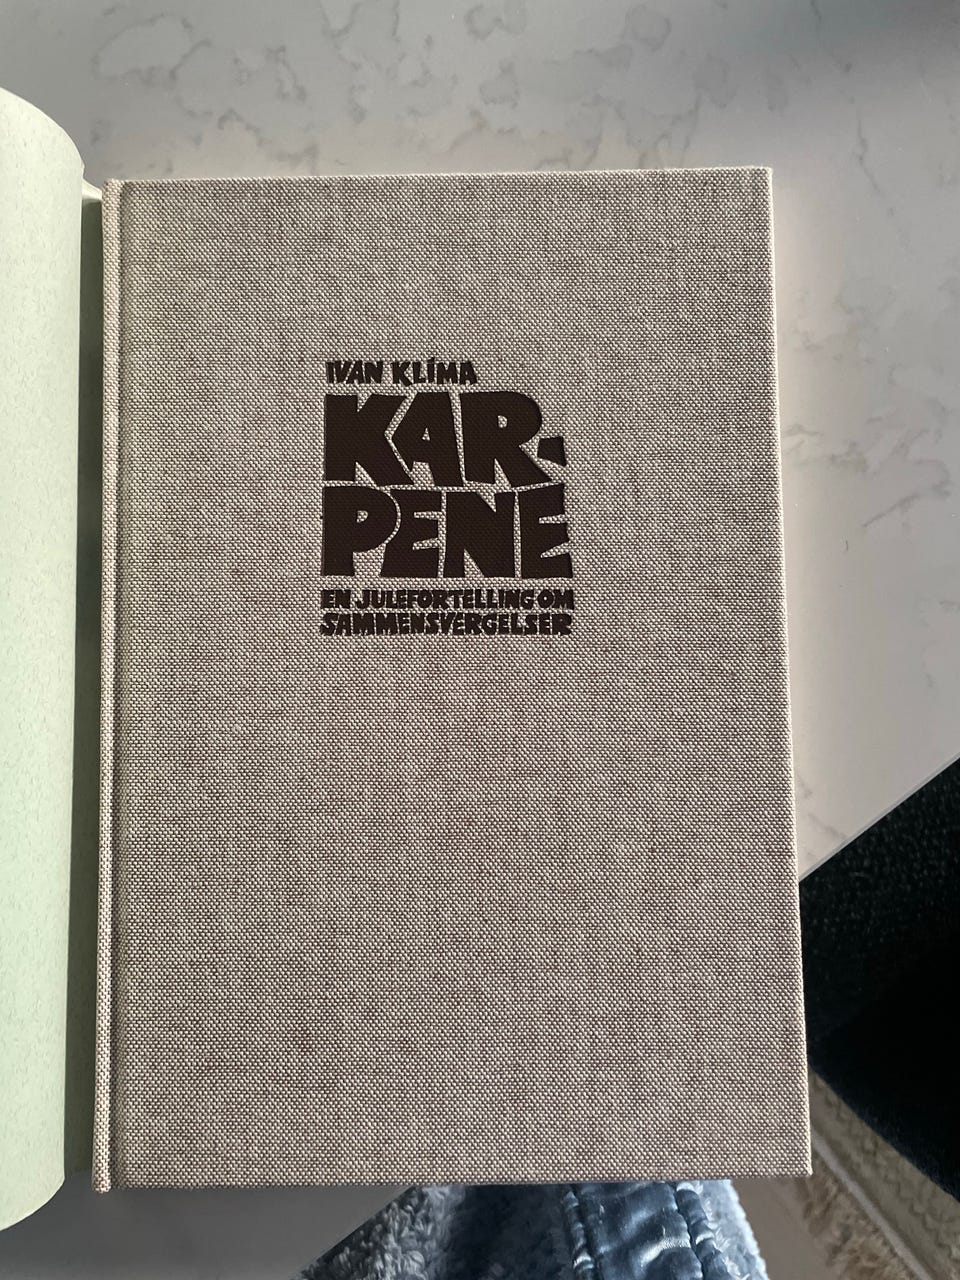 IVAN KLÍMA
KAR-
PENE
EN JULEFORTELLING OM
SAMMENSVERGELSER